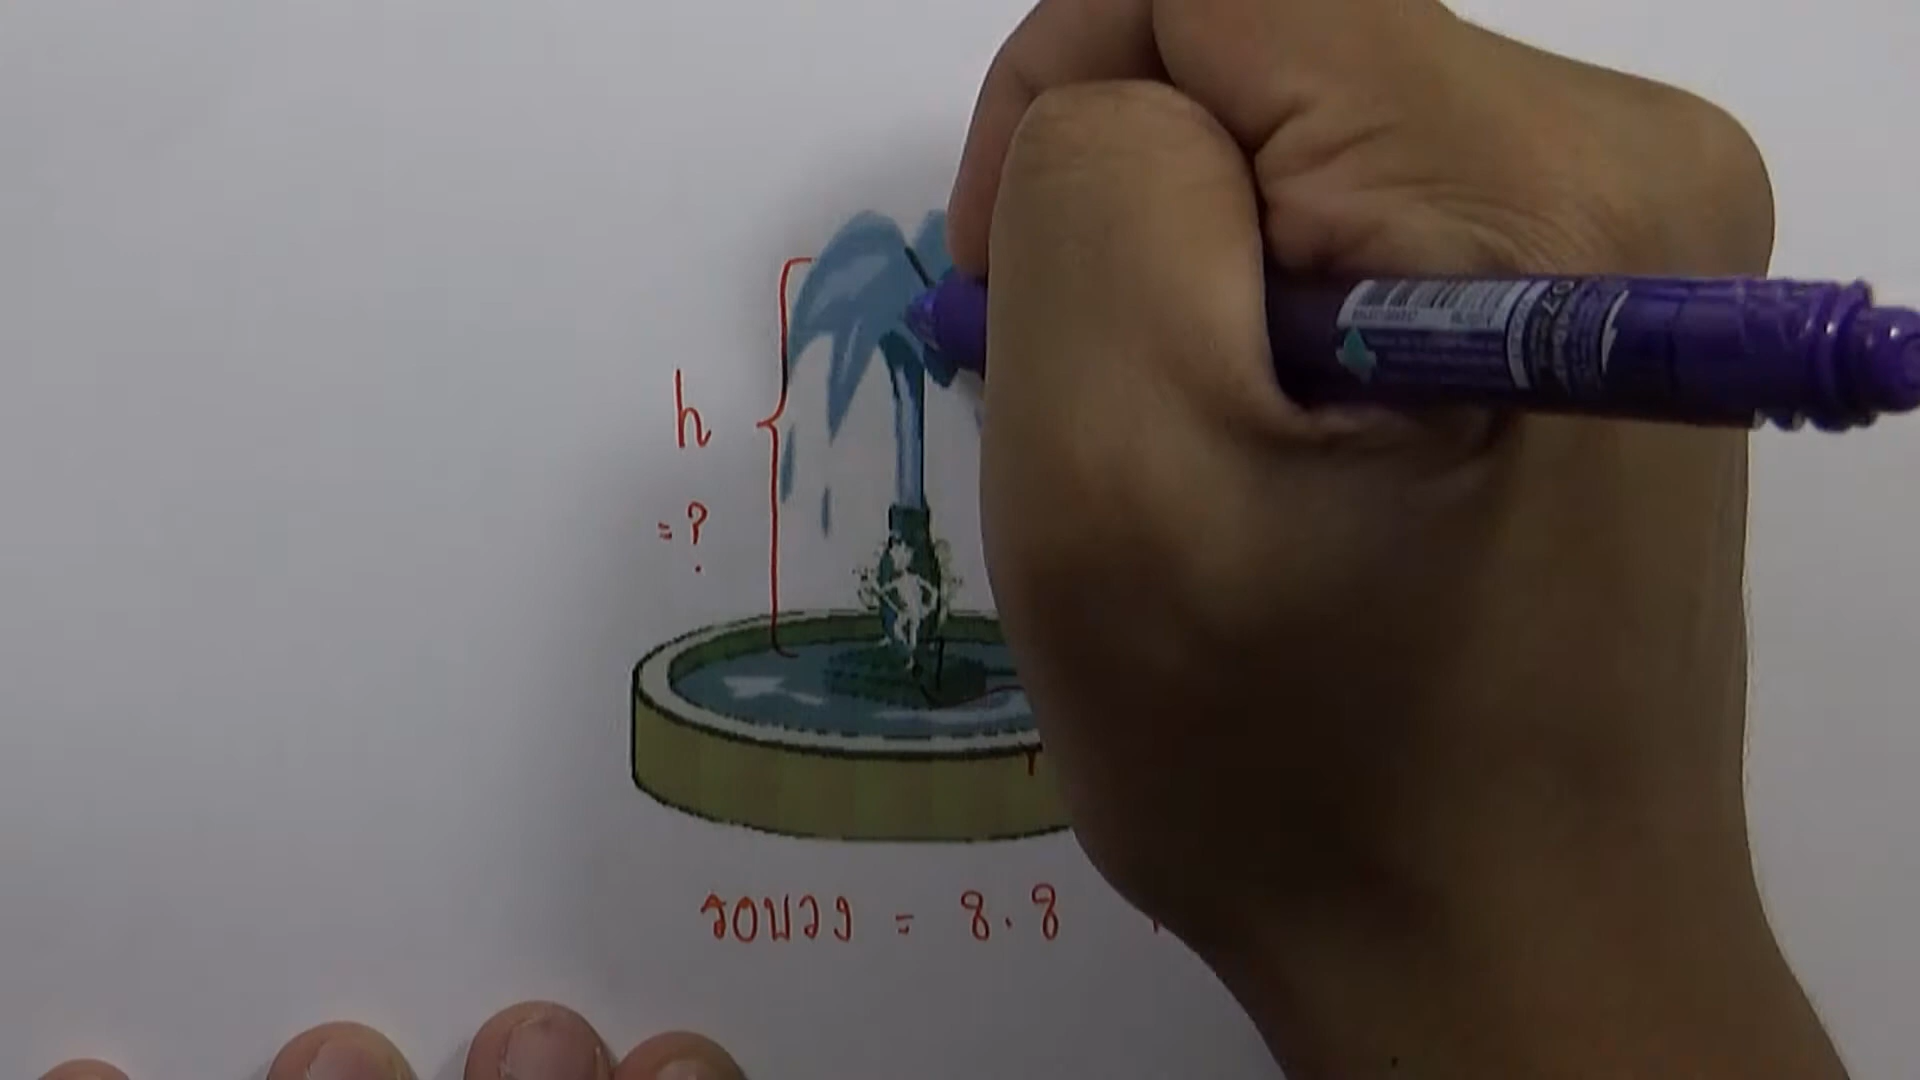 h
= ?
รอบวง = 8.8